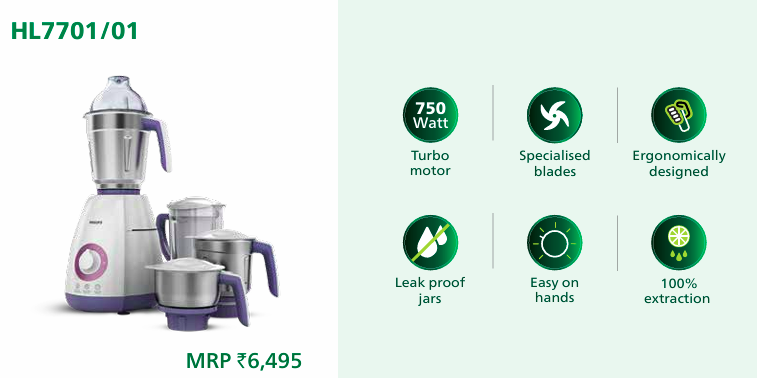 HL7701/01
PHILIPS
MRP ₹6,495
750
Watt
Turbo
motor
Specialised
blades
Ergonomically
designed
Leak proof
jars
Easy on
hands
100%
extraction